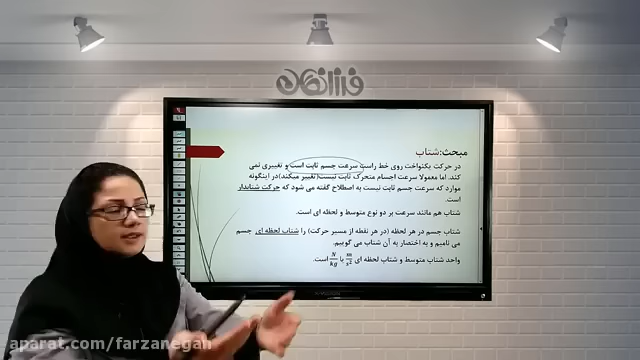 فرزانگان
مبحث:شتاب
در حرکت یکنواخت روی خط راست سرعت جسم ثابت است و تغییری نمی
کند. اما معمولا سرعت اجسام متحرک ثابت نیست(تغییر میکند)در اینگونه
موارد که سرعت جسم ثابت نیست به اصطلاح گفته می شود که حرکت شتابدار
است.
شتاب هم مانند سرعت بر دو نوع متوسط و لحظه ای است.
شتاب جسم در هر لحظه (در هر نقطه از مسیر حرکت) را شتاب لحظه ای جسم
می نامیم و به اختصار به آن شتاب می گوییم.
واحد شتاب متوسط و شتاب لحظه ای m/s² یا N/kg است.
aparat.com/farzanegan